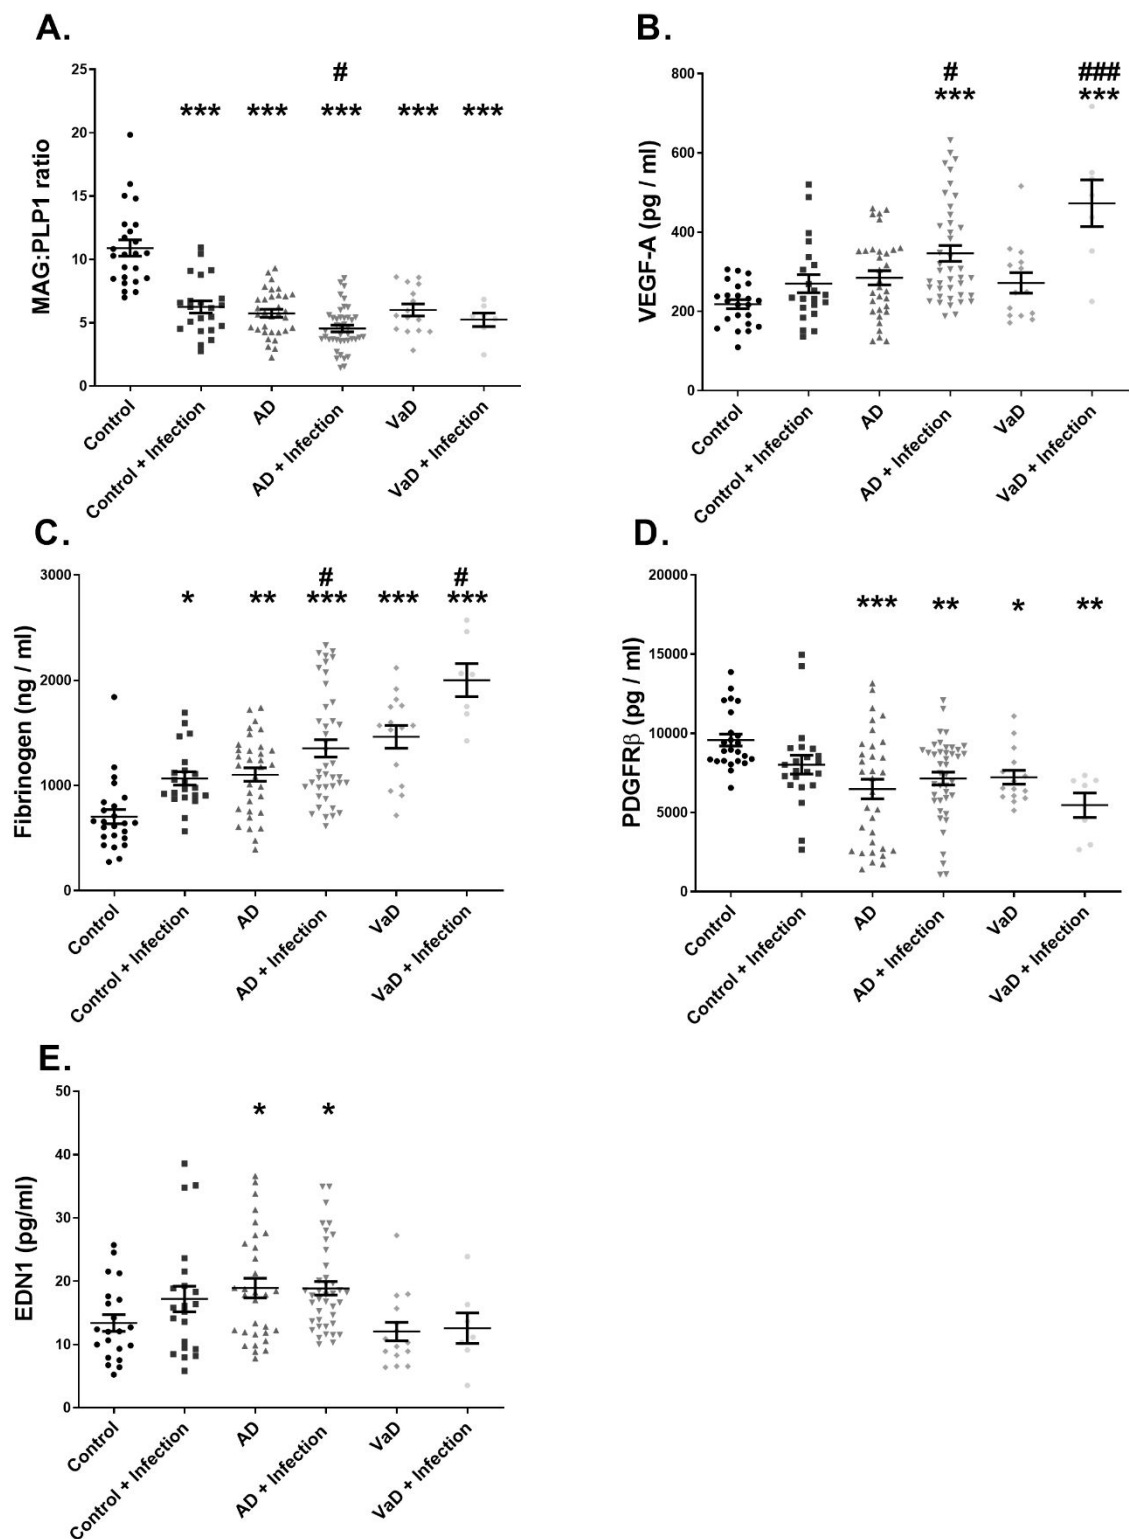 A.
MAG:PLP1 ratio
25
20
15
10
5
0
#
*** *** *** *** ***
Control
Control + Infection
AD
AD + Infection
VaD
VaD + Infection
B.
VEGF-A (pg / ml)
800
600
400
200
0
# ###
*** ***
Control
Control + Infection
AD
AD + Infection
VaD
VaD + Infection
C.
Fibrinogen (ng / ml)
3000
2000
1000
0
# #
* ** *** *** ***
Control
Control + Infection
AD
AD + Infection
VaD
VaD + Infection
D.
PDGFRβ (pg / ml)
20000
15000
10000
5000
0
*** ** * **
Control
Control + Infection
AD
AD + Infection
VaD
VaD + Infection
E.
EDN1 (pg/ml)
50
40
30
20
10
0
* *
Control
Control + Infection
AD
AD + Infection
VaD
VaD + Infection